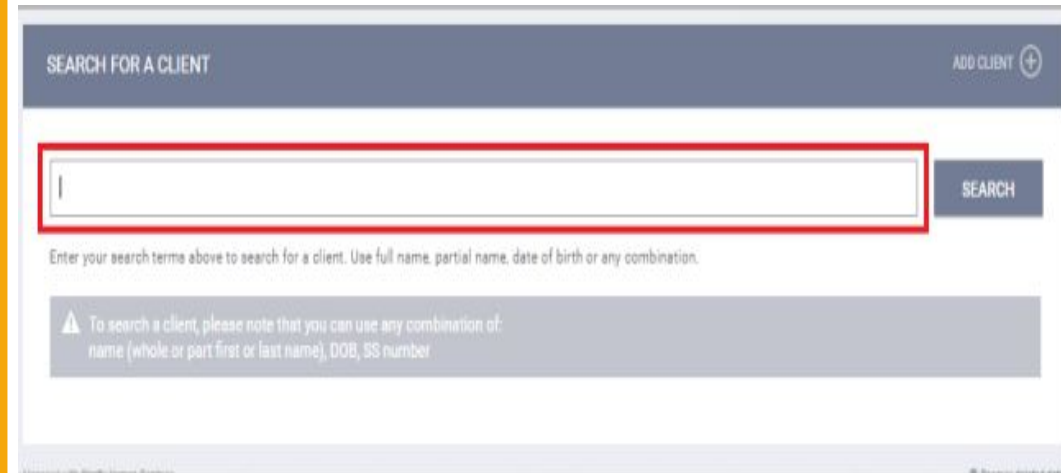 SEARCH FOR A CLIENT
ADD CLIENT
SEARCH
Enter your search terms above to search for a client. Use full name, partial name, date of birth or any combination.
To search a client, please note that you can use any combination of:
name (whole or part first or last name), DOB, SS number